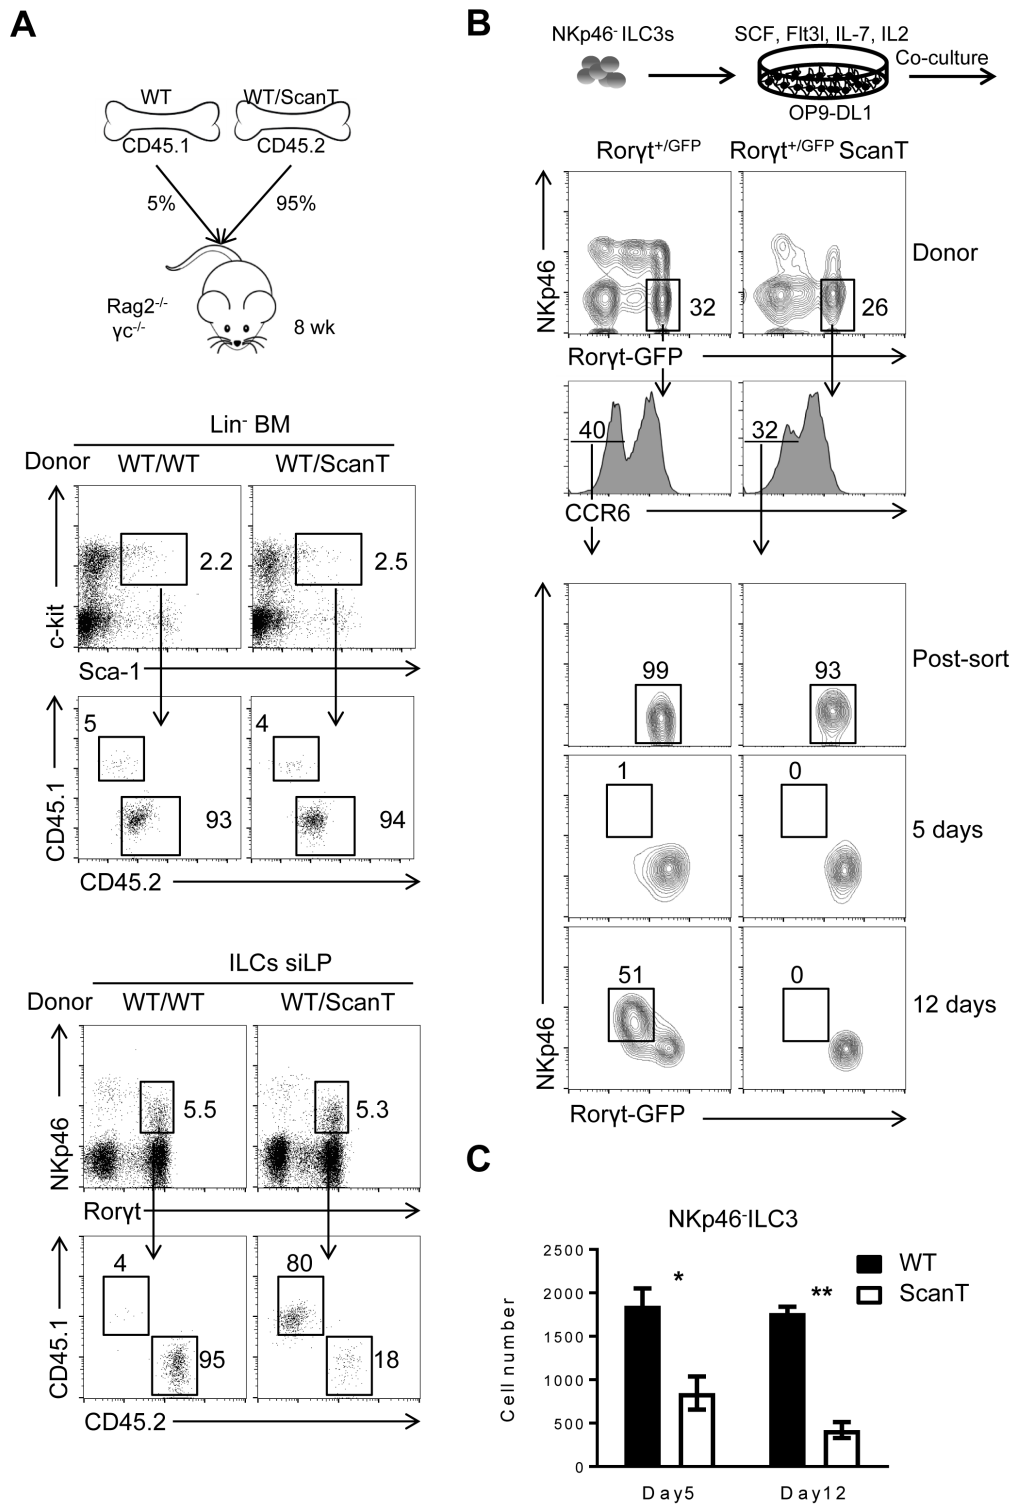 A
WT
WT/ScanT
CD45.1
CD45.2
5%
95%
Rag2-/-
γc-/-
8 wk
Lin- BM
Donor
WT/WT
WT/ScanT
c-kit
2.2
2.5
Sca-1
CD45.1
5
93
4
94
CD45.2
ILCs siLP
Donor
WT/WT
WT/ScanT
NKp46
5.5
5.3
Rorγt
CD45.1
4
95
80
18
CD45.2
B
NKp46- ILC3s
SCF, Flt3l, IL-7, IL2
Co-culture
OP9-DL1
Rorγt+/GFP
Rorγt+/GFP ScanT
NKp46
32
26
Donor
Rorγt-GFP
40
32
CCR6
99
93
Post-sort
1
0
5 days
51
0
12 days
NKp46
Rorγt-GFP
C
NKp46-ILC3
WT
ScanT
Cell number
2500
2000
1500
1000
500
0
*
**
Day5
Day12